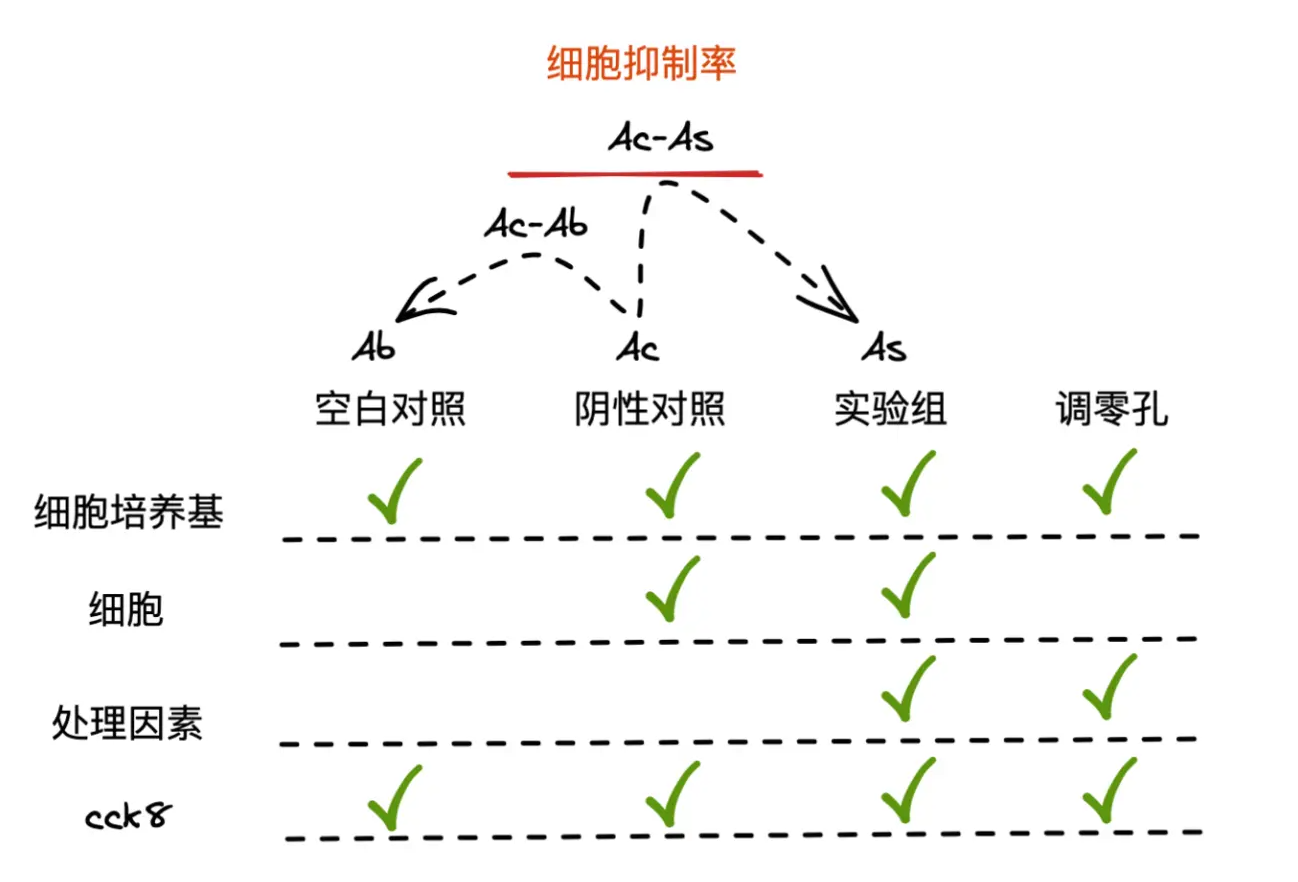 细胞抑制率
Ac-As
Ac-Ab
Ab Ac As
空白对照 阴性对照 实验组 调零孔
细胞培养基
细胞
处理因素
cck8